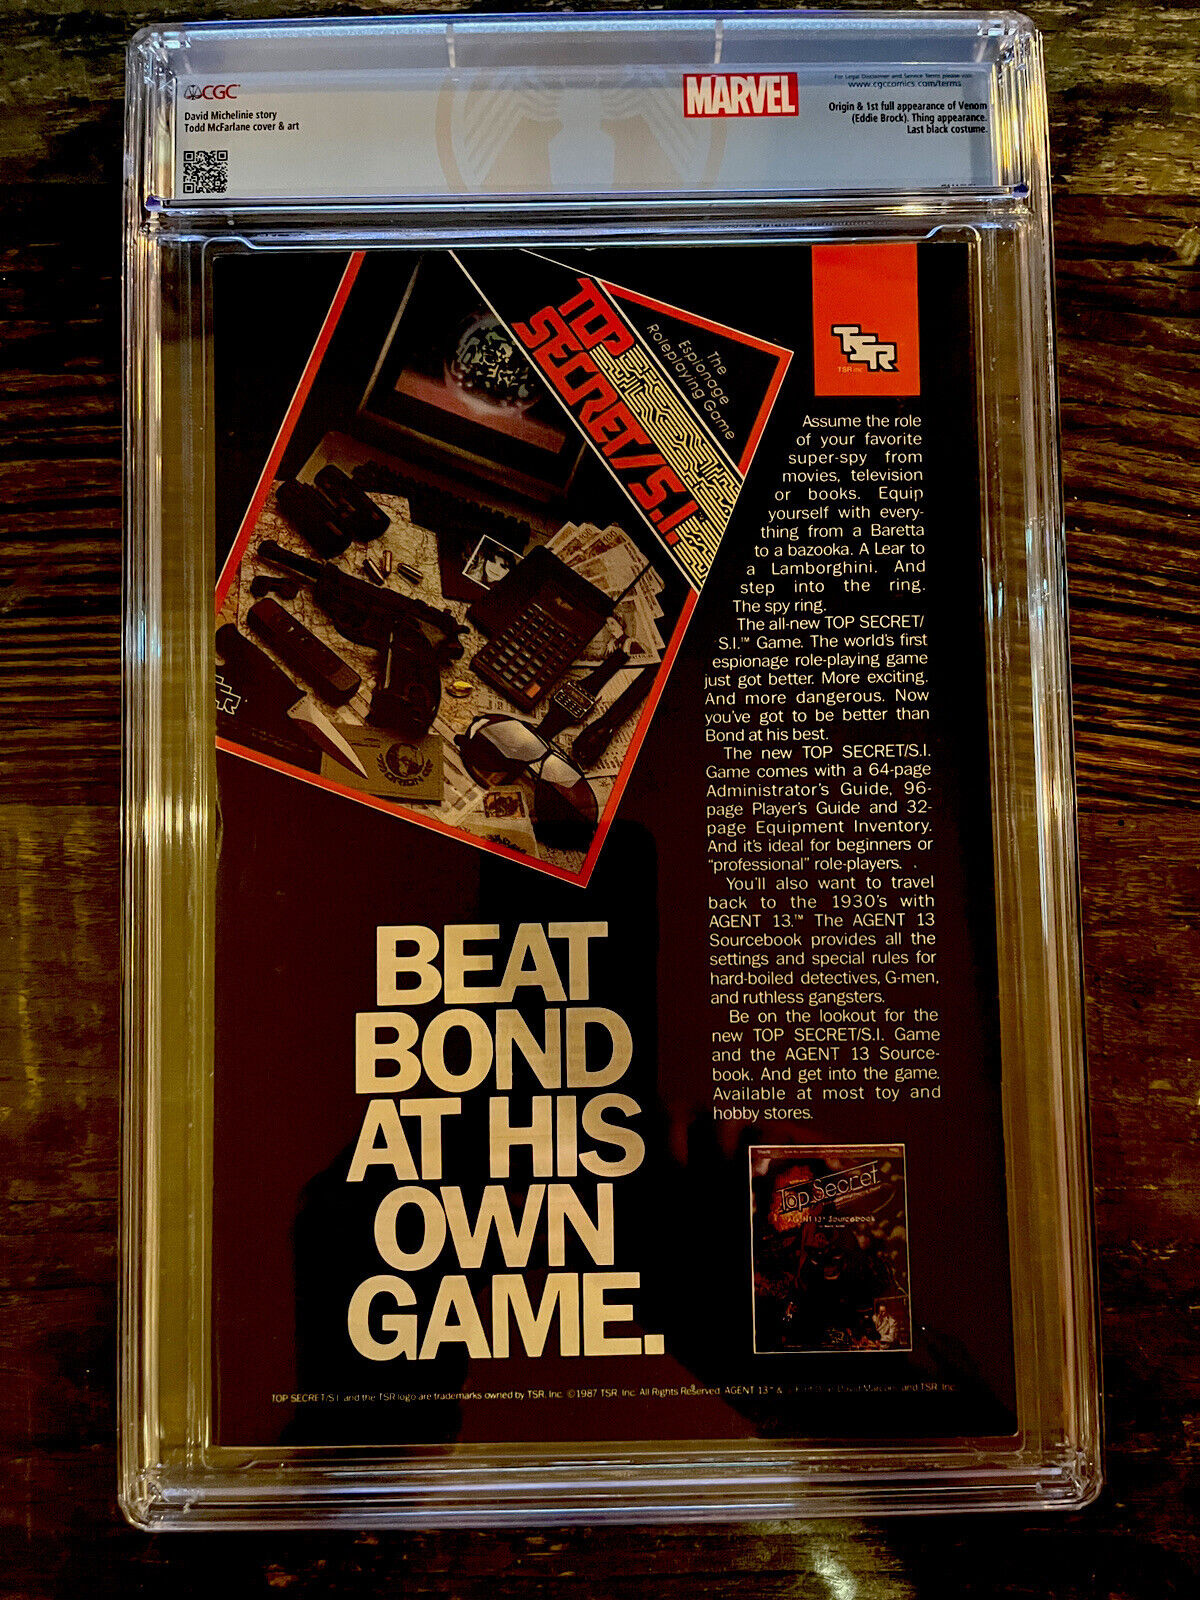 CGC
David Michelinie story
Todd McFarlane cover & art
MARVEL
For Legal Disclaimer and Service Terms please visit
www.cgccomics.com/terms
Origin & 1st full appearance of Venom
(Eddie Brock). Thing appearance.
Last black costume.
TOP
SECRET/S.I.
The
Espionage
Roleplaying Game
TSR
TSR inc
Assume the role
of your favorite
super-spy from
movies, television
or books. Equip
yourself with every-
thing from a Baretta
to a bazooka. A Lear to
a Lamborghini. And
step into the ring.
The spy ring.
The all-new TOP SECRET/
S.I.™ Game. The world's first
espionage role-playing game
just got better. More exciting.
And more dangerous. Now
you've got to be better than
Bond at his best.
The new TOP SECRET/S.I.
Game comes with a 64-page
Administrator's Guide, 96-
page Player's Guide and 32-
page Equipment Inventory.
And it's ideal for beginners or
"professional" role-players.
You'll also want to travel
back to the 1930's with
AGENT 13.™ The AGENT 13
Sourcebook provides all the
settings and special rules for
hard-boiled detectives, G-men,
and ruthless gangsters.
Be on the lookout for the
new TOP SECRET/S.I. Game
and the AGENT 13 Source-
book. And get into the game.
Available at most toy and
hobby stores.
TSR
ORION
BEAT
BOND
AT HIS
OWN
GAME.
Top Secret
AGENT 13™ Sourcebook
TOP SECRET/S.I. and the TSR logo are trademarks owned by TSR, Inc. ©1987 TSR, Inc. All Rights Reserved. AGENT 13™ & David Marconi and TSR, Inc.